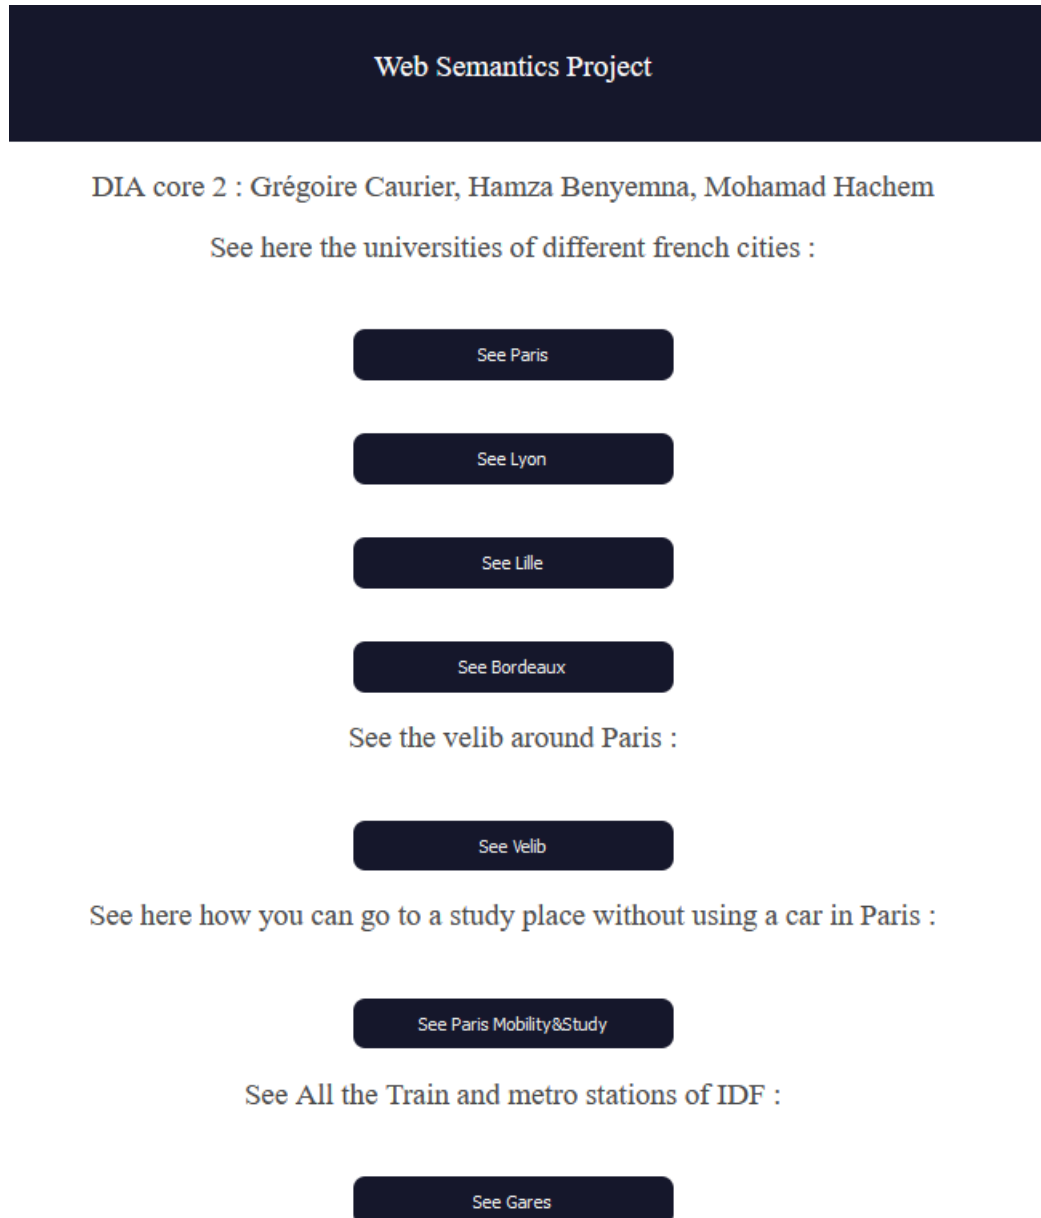 Web Semantics Project
DIA core 2 : Grégoire Caurier, Hamza Benyemna, Mohamad Hachem
See here the universities of different french cities :
See Paris
See Lyon
See Lille
See Bordeaux
See the velib around Paris :
See Velib
See here how you can go to a study place without using a car in Paris :
See Paris Mobility&Study
See All the Train and metro stations of IDF :
See Gares